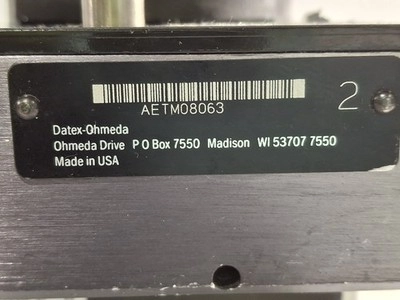 AETM08063
2
Datex-Ohmeda
Ohmeda Drive P O Box 7550 Madison WI 53707 7550
Made in USA